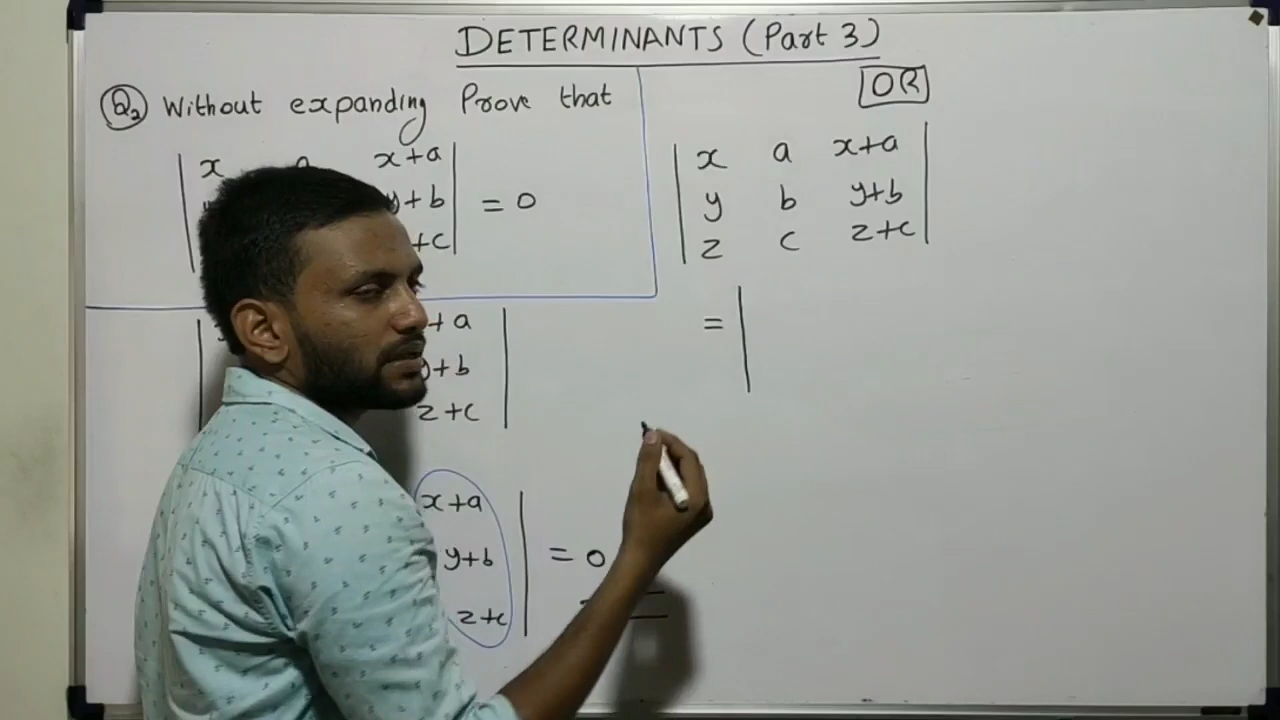 DETERMINANTS (Part 3)
Q2 Without expanding Prove that
x x+a
y+b = 0
+c
+ a
+ b
z +c
x +a
y+b = 0
z+c
OR
x a x+a
y b y+b
z c z+c
=